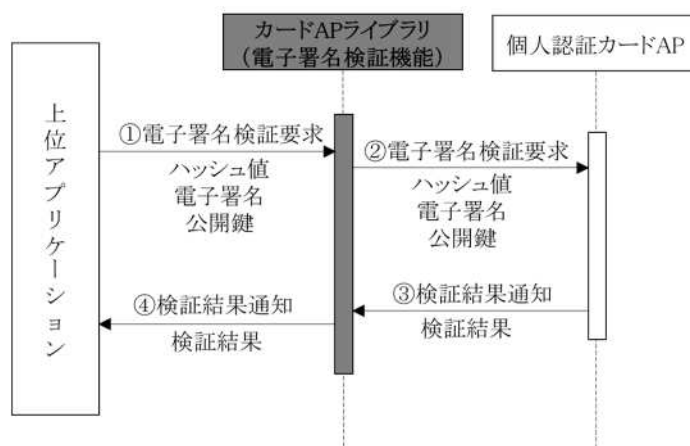 カードAPライブラリ
(電子署名検証機能)
個人認証カードAP
上位アプリケーション
①電子署名検証要求
ハッシュ値
電子署名
公開鍵
②電子署名検証要求
ハッシュ値
電子署名
公開鍵
③検証結果通知
検証結果
④検証結果通知
検証結果